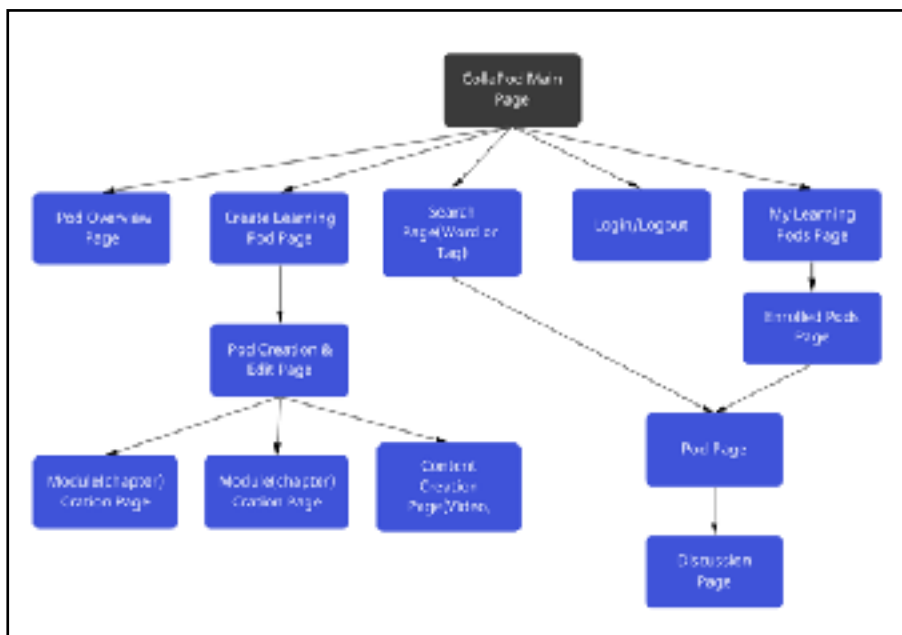 CollaPod Main
Page
Pod Overview
Page
Create Learning
Pod Page
Search
Page(Word or
Tag)
Login/Logout
My Learning
Pods Page
Enrolled Pods
Page
Pod Creation &
Edit Page
Pod Page
Module(chapter)
Cration Page
Module(chapter)
Cration Page
Content
Creation
Page(Video,
Discussion
Page